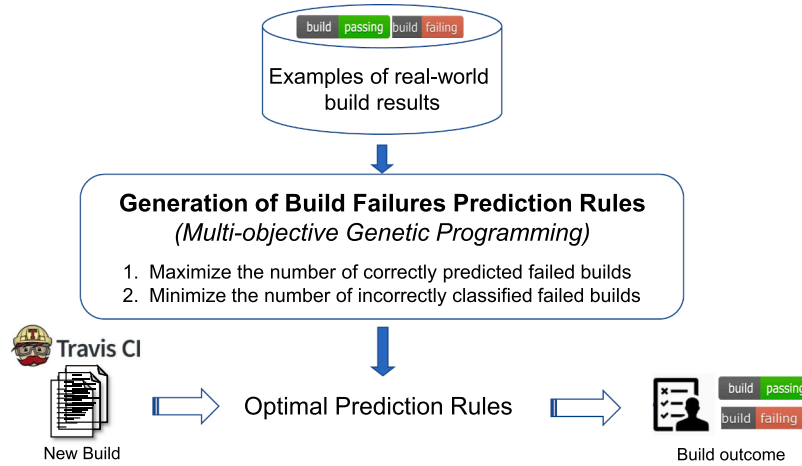 build passing build failing
Examples of real-world
build results
Generation of Build Failures Prediction Rules
(Multi-objective Genetic Programming)
1. Maximize the number of correctly predicted failed builds
2. Minimize the number of incorrectly classified failed builds
T
Travis CI
Optimal Prediction Rules
New Build
build passing
build failing
Build outcome